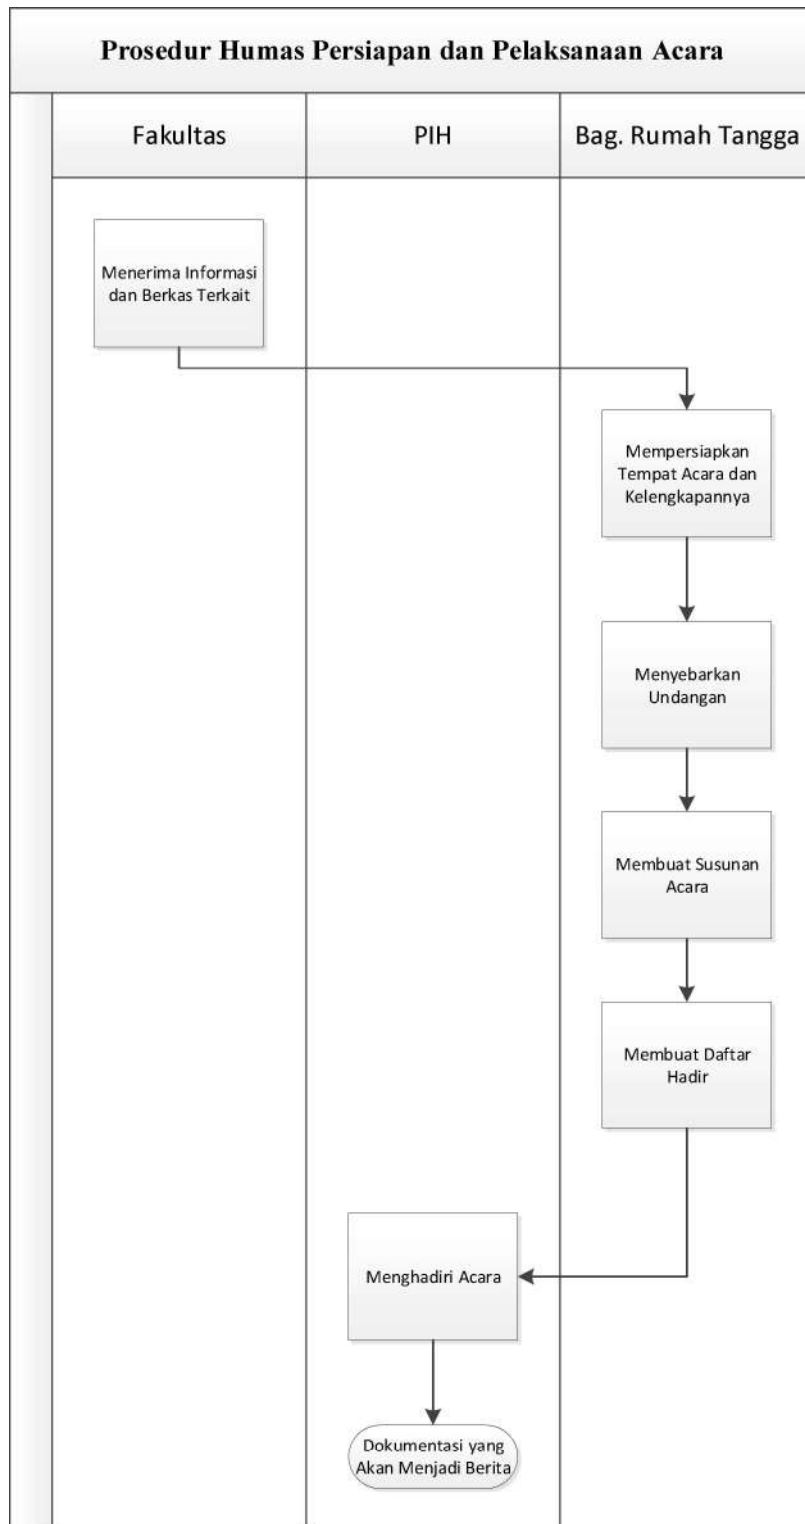 Prosedur Humas Persiapan dan Pelaksanaan Acara
Fakultas
PIH
Bag. Rumah Tangga
Menerima Informasi
dan Berkas Terkait
Mempersiapkan
Tempat Acara dan
Kelengkapannya
Menyebarkan
Undangan
Membuat Susunan
Acara
Membuat Daftar
Hadir
Menghadiri Acara
Dokumentasi yang
Akan Menjadi Berita